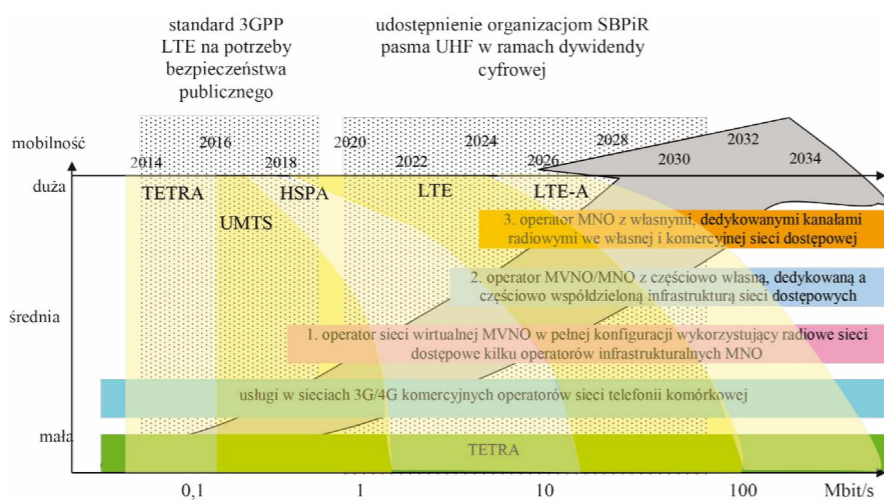 standard 3GPP
LTE na potrzeby
bezpieczeństwa
publicznego
udostępnienie organizacjom SBPiR
pasma UHF w ramach dywidendy
cyfrowej
mobilność
2014
2016
2018
2020
2022
2024
2026
2028
2030
2032
2034
duża
TETRA
UMTS
HSPA
LTE
LTE-A
3. operator MNO z własnymi, dedykowanymi kanałami
radiowymi we własnej i komercyjnej sieci dostępowej
2. operator MVNO/MNO z częściowo własną, dedykowaną a
częściowo współdzieloną infrastrukturą sieci dostępowych
średnia
1. operator sieci wirtualnej MVNO w pełnej konfiguracji wykorzystujący radiowe sieci
dostępowe kilku operatorów infrastrukturalnych MNO
usługi w sieciach 3G/4G komercyjnych operatorów sieci telefonii komórkowej
mała
TETRA
0,1
1
10
100
Mbit/s